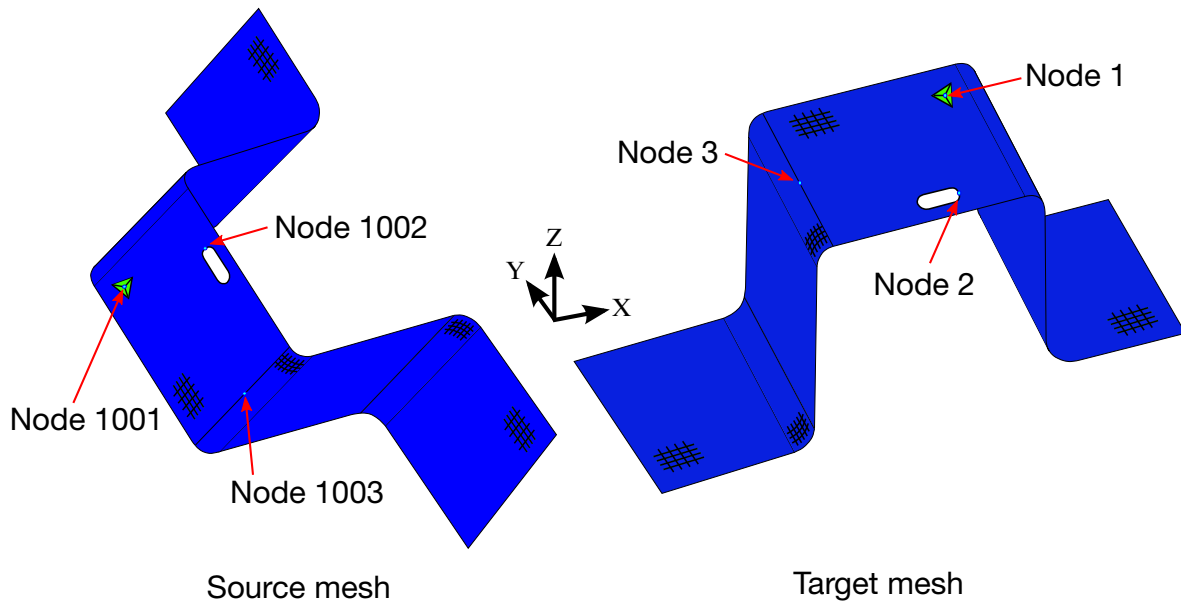 Node 1
Node 3
Node 1002
Z
Y
X
Node 2
Node 1001
Node 1003
Source mesh
Target mesh